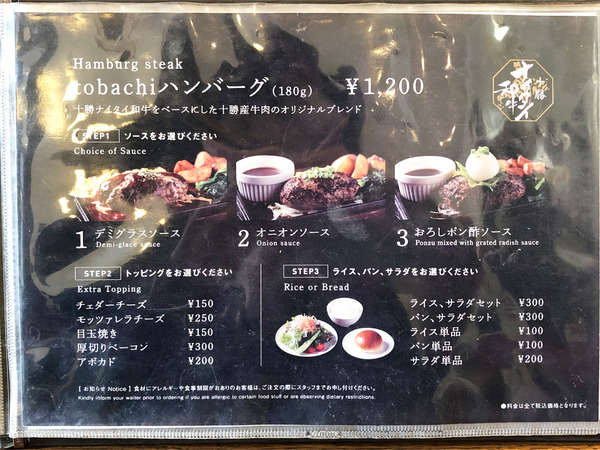 Hamburg steak
tobachiハンバーグ(180g) ¥1,200
十勝ナイタイ和牛をベースにした十勝産牛肉のオリジナルブレンド
十勝
ナイタイ
和牛
STEP1 ソースをお選びください
Choice of Sauce
1 デミグラスソース
Demi-glace sauce
2 オニオンソース
Onion sauce
3 おろしポン酢ソース
Ponzu mixed with grated radish sauce
STEP2 トッピングをお選びください
Extra Topping
チェダーチーズ ¥150
モッツァレラチーズ ¥250
目玉焼き ¥150
厚切りベーコン ¥300
アボカド ¥200
STEP3 ライス、パン、サラダをお選びください
Rice or Bread
ライス、サラダセット ¥300
パン、サラダセット ¥300
ライス単品 ¥100
パン単品 ¥100
サラダ単品 ¥200
【お知らせ Notice】食材にアレルギーや食事制限がおありのお客様は、ご注文の際にスタッフまでお申し付けください。
Kindly inform your waiter prior to ordering if you are allergic to certain food stuff or are observing dietary restrictions.
●料金は全て税込価格となります。